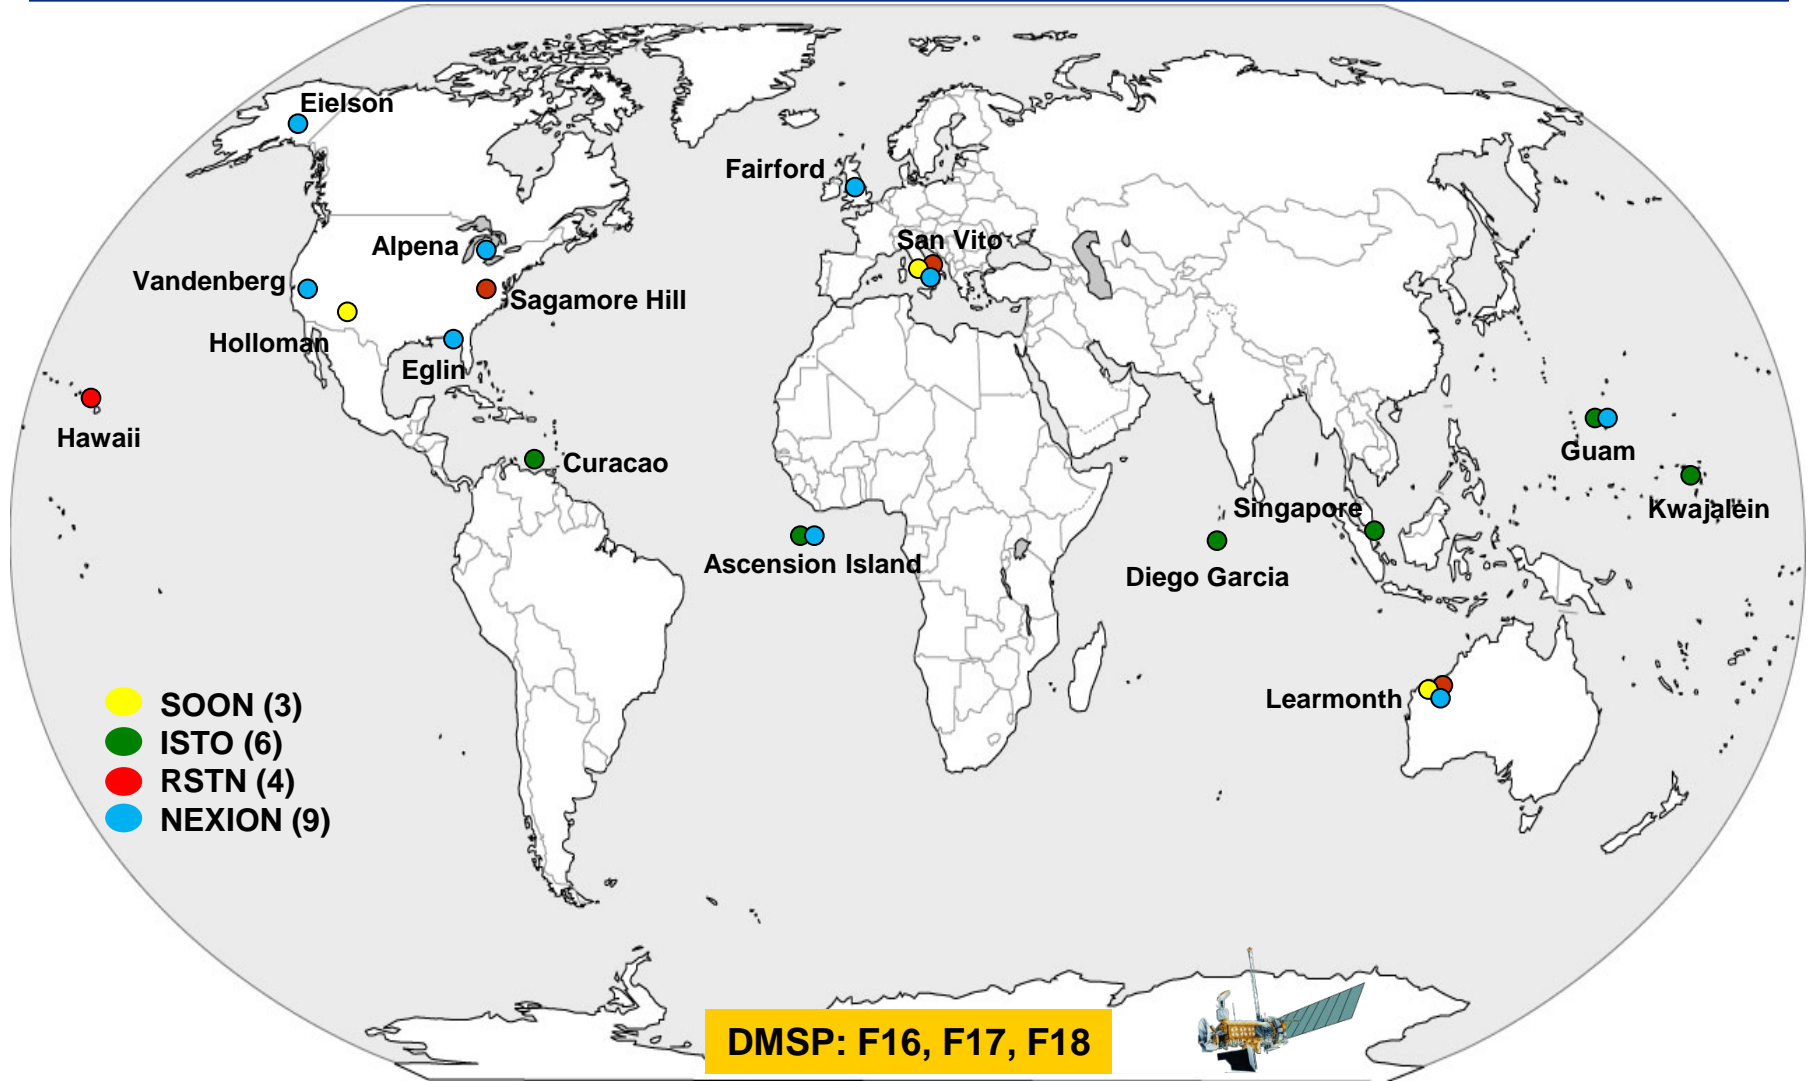 Eielson
Fairford
Alpena
San Vito
Vandenberg
Sagamore Hill
Holloman
Eglin
Hawaii
Curacao
Guam
Singapore
Kwajalein
Ascension Island
Diego Garcia
Learmonth
SOON (3)
ISTO (6)
RSTN (4)
NEXION (9)
DMSP: F16, F17, F18